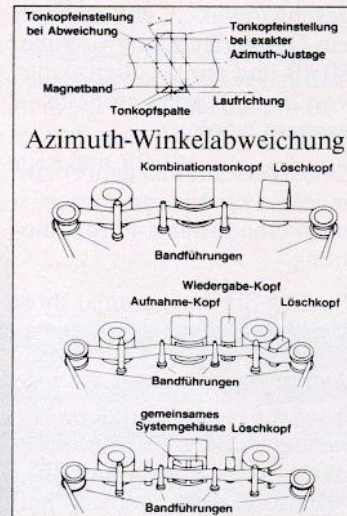 Tonkopfeinstellung
bei Abweichung
Tonkopfeinstellung
bei exakter
Azimuth-Justage
Magnetband
Laufrichtung
Tonkopfspalte
Azimuth-Winkelabweichung
Kombinationstonkopf
Löschkopf
Bandführungen
Wiedergabe-Kopf
Aufnahme-Kopf
Löschkopf
Bandführungen
gemeinsames
Systemgehäuse
Löschkopf
Bandführungen